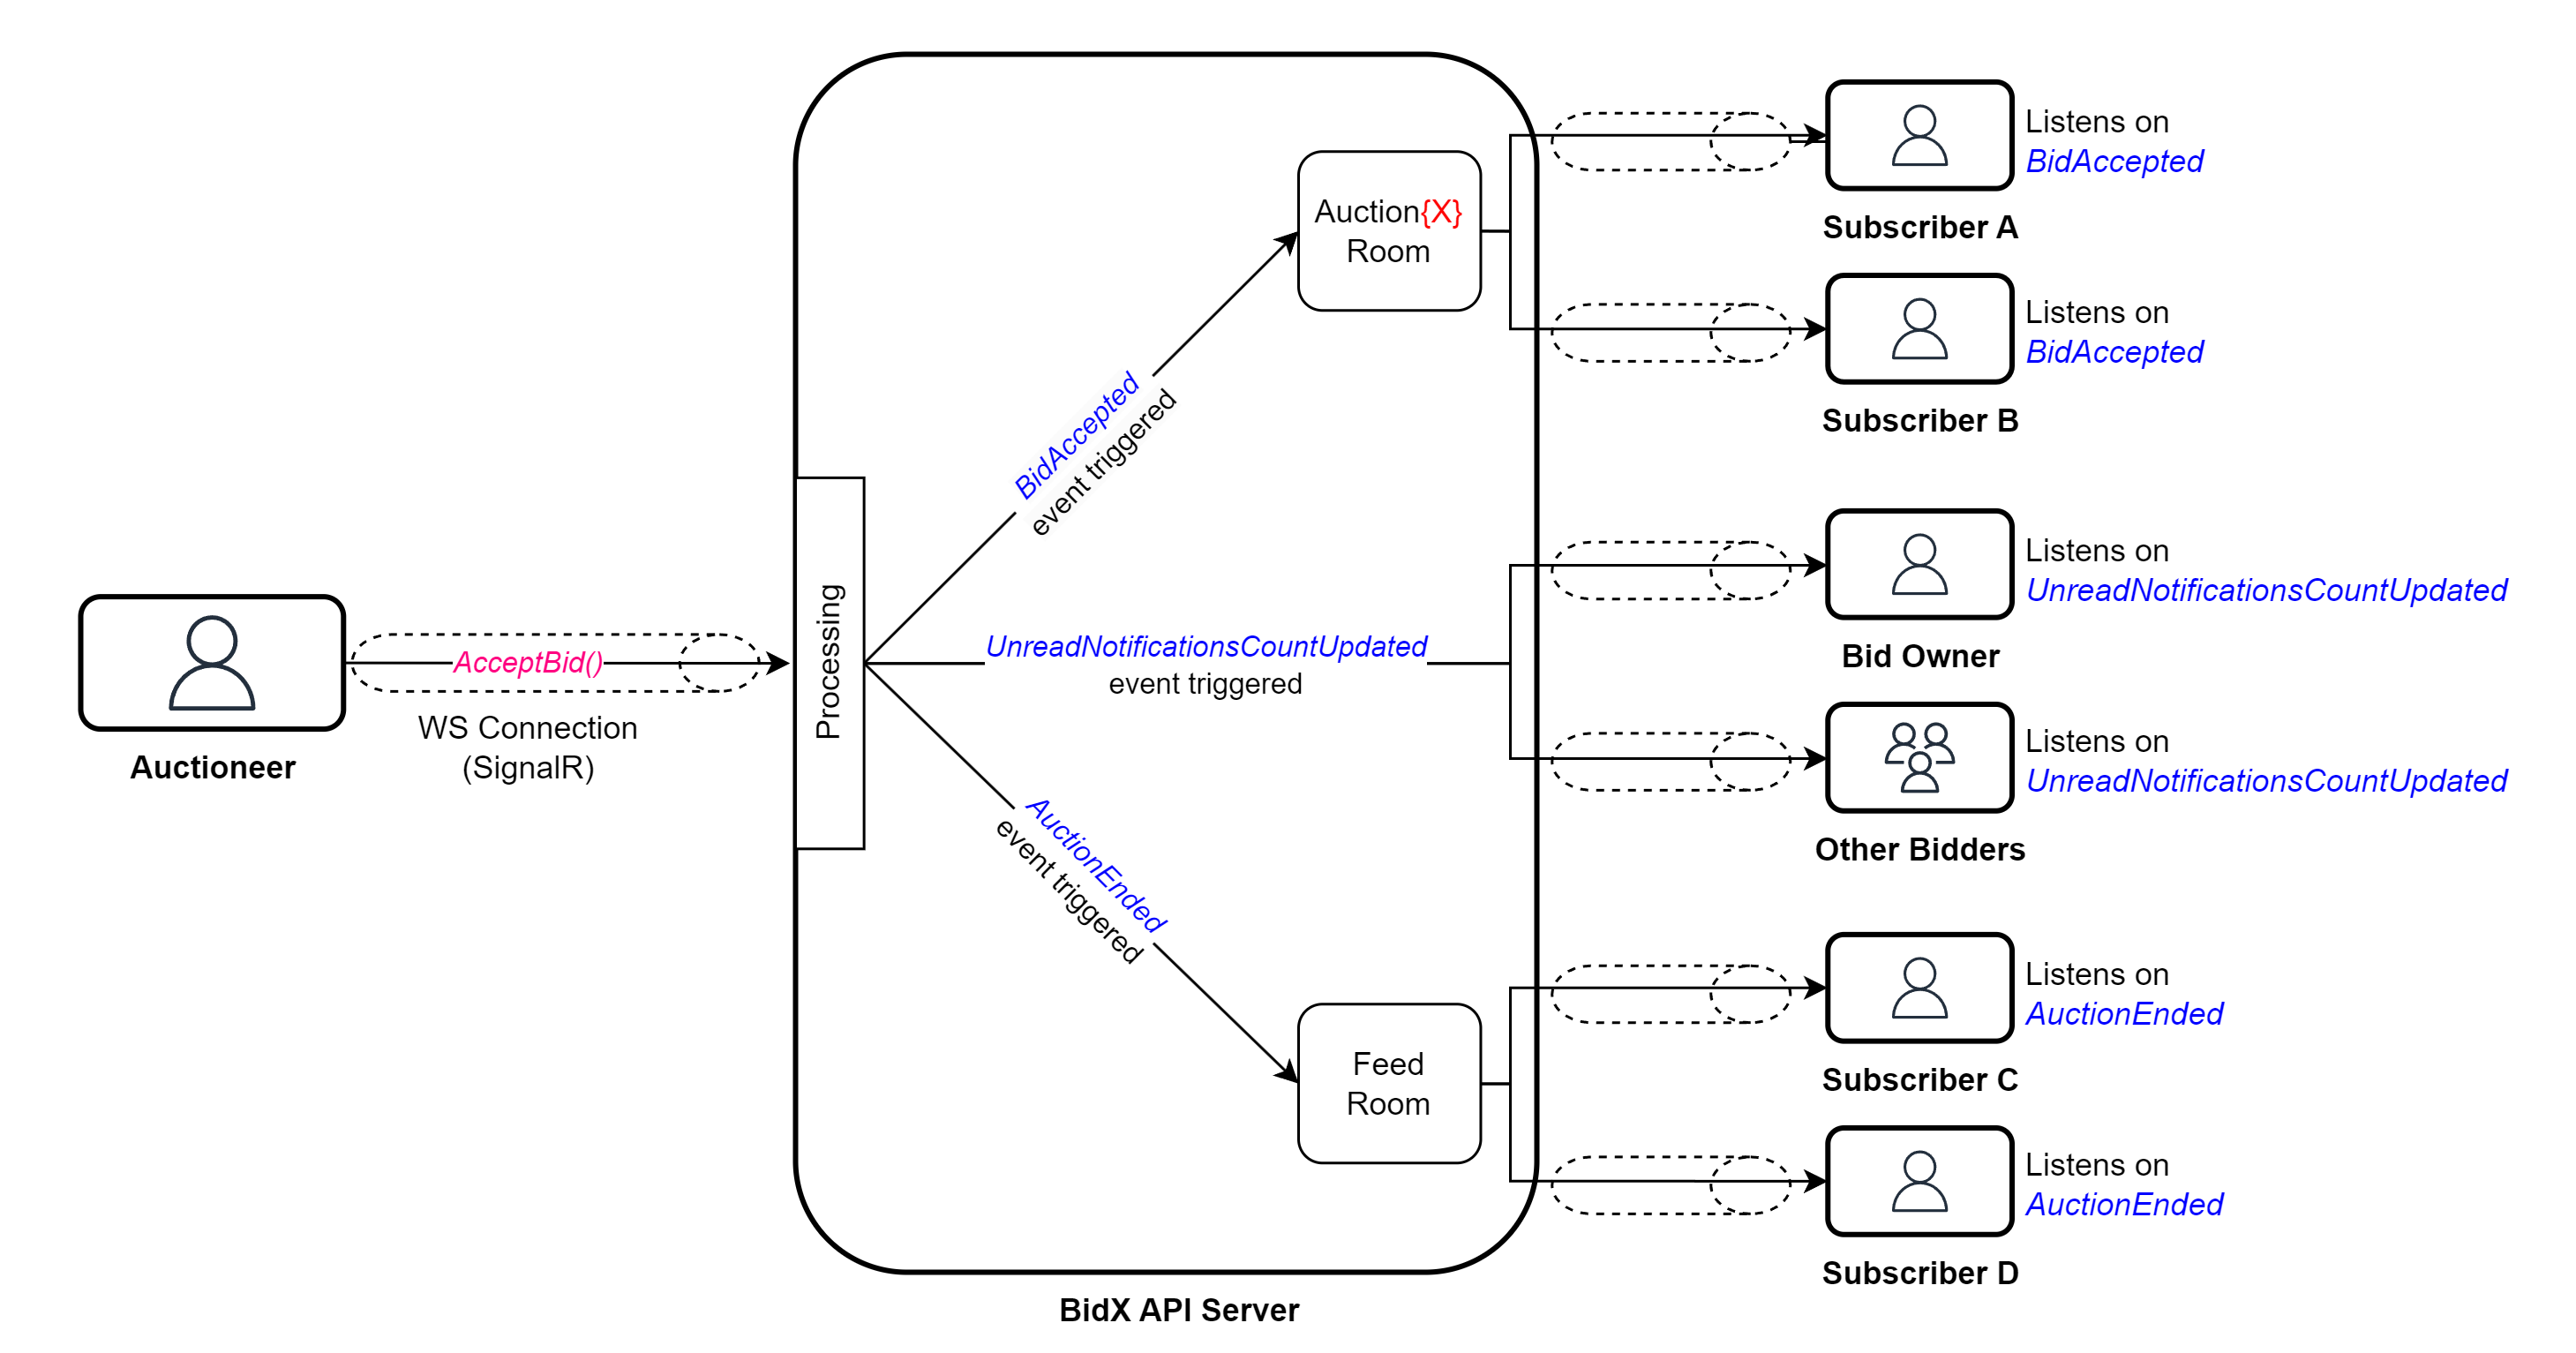 Auction{X}
Room
Listens on
BidAccepted
Subscriber A
Listens on
BidAccepted
Subscriber B
BidAccepted
event triggered
Listens on
UnreadNotificationsCountUpdated
Bid Owner
Processing
AcceptBid()
WS Connection
(SignalR)
Auctioneer
UnreadNotificationsCountUpdated
event triggered
Listens on
UnreadNotificationsCountUpdated
Other Bidders
AuctionEnded
event triggered
Feed
Room
Listens on
AuctionEnded
Subscriber C
Listens on
AuctionEnded
Subscriber D
BidX API Server